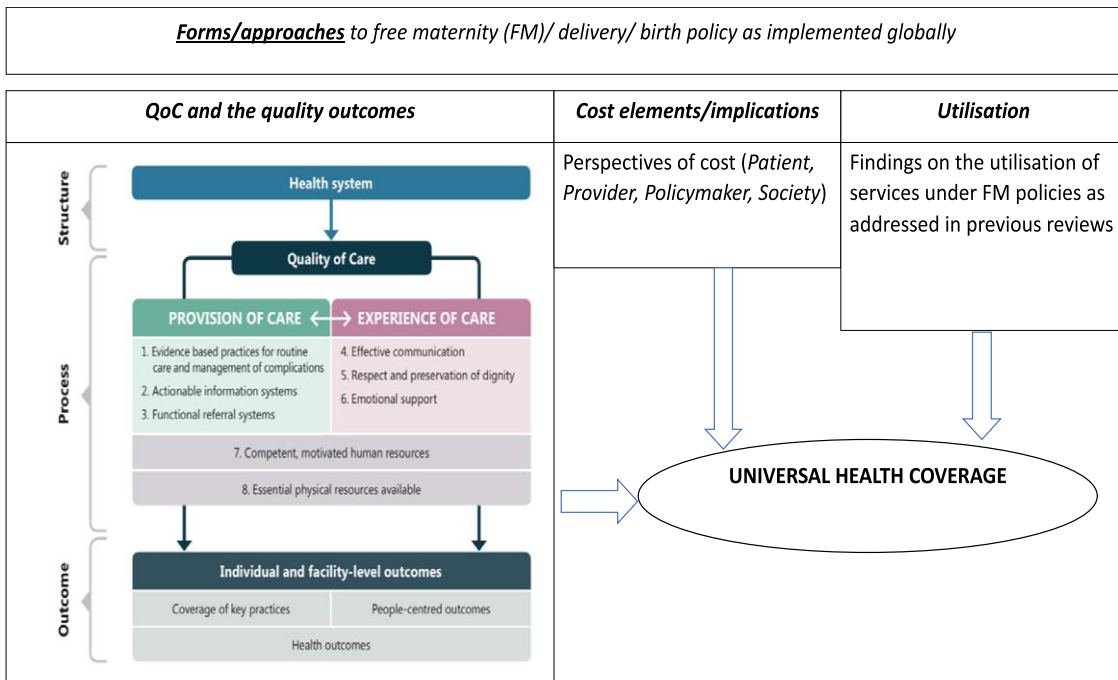 Forms/approaches to free maternity (FM)/ delivery/ birth policy as implemented globally
QoC and the quality outcomes
Cost elements/implications
Utilisation
Structure
Health system
Quality of Care
Process
PROVISION OF CARE
EXPERIENCE OF CARE
1. Evidence based practices for routine
care and management of complications
2. Actionable information systems
3. Functional referral systems
4. Effective communication
5. Respect and preservation of dignity
6. Emotional support
7. Competent, motivated human resources
8. Essential physical resources available
Outcome
Individual and facility-level outcomes
Coverage of key practices
People-centred outcomes
Health outcomes
Perspectives of cost (Patient,
Provider, Policymaker, Society)
Findings on the utilisation of
services under FM policies as
addressed in previous reviews
UNIVERSAL HEALTH COVERAGE